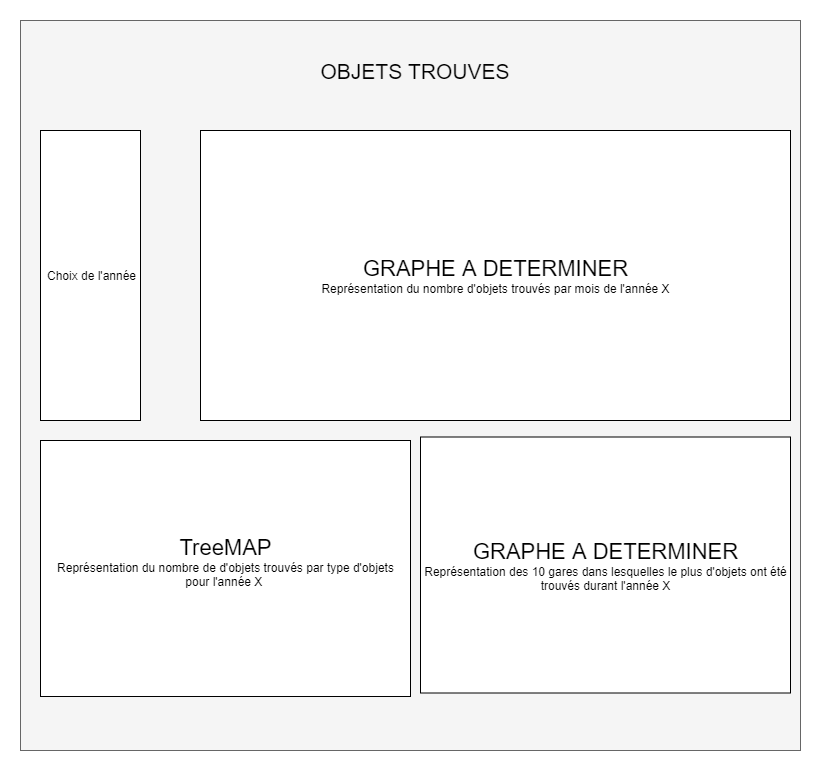 OBJETS TROUVES
Choix de l'année
GRAPHE A DETERMINER
Représentation du nombre d'objets trouvés par mois de l'année X
TreeMAP
Représentation du nombre de d'objets trouvés par type d'objets
pour l'année X
GRAPHE A DETERMINER
Représentation des 10 gares dans lesquelles le plus d'objets ont été
trouvés durant l'année X